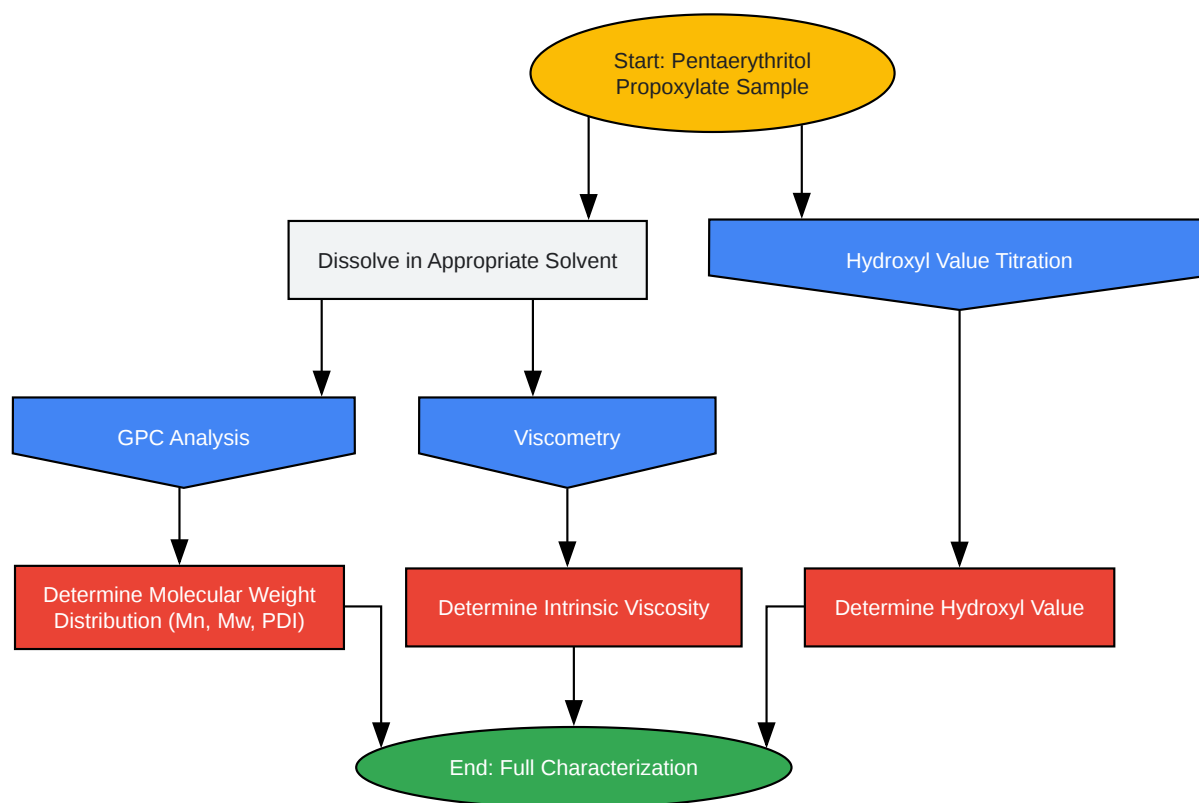 Start: Pentaerythritol
Propoxylate Sample
Dissolve in Appropriate Solvent
Hydroxyl Value Titration
GPC Analysis
Viscometry
Determine Molecular Weight
Distribution (Mn, Mw, PDI)
Determine Intrinsic Viscosity
Determine Hydroxyl Value
End: Full Characterization